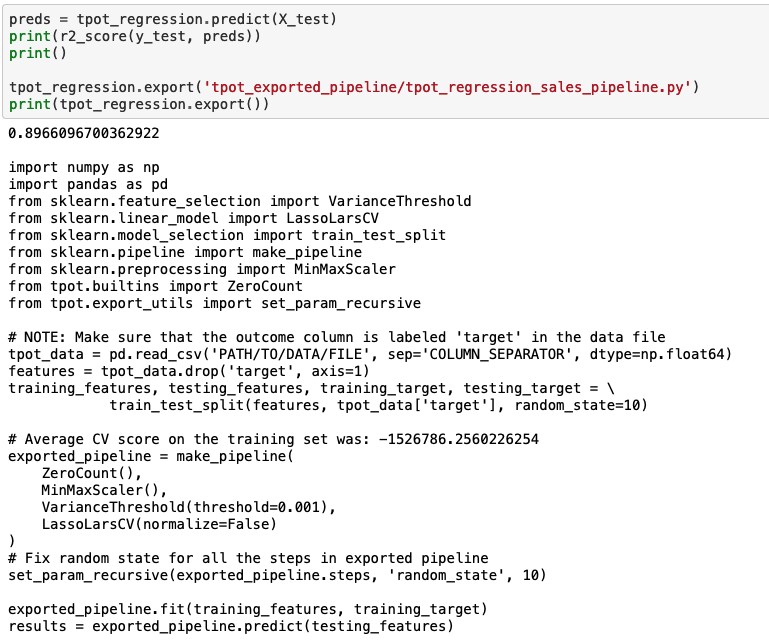 preds = tpot_regression.predict(X_test)
print(r2_score(y_test, preds))
print()
tpot_regression.export('tpot_exported_pipeline/tpot_regression_sales_pipeline.py')
print(tpot_regression.export())
0.8966096700362922
import numpy as np
import pandas as pd
from sklearn.feature_selection import VarianceThreshold
from sklearn.linear_model import LassoLarsCV
from sklearn.model_selection import train_test_split
from sklearn.pipeline import make_pipeline
from sklearn.preprocessing import MinMaxScaler
from tpot.builtins import ZeroCount
from tpot.export_utils import set_param_recursive
# NOTE: Make sure that the outcome column is labeled 'target' in the data file
tpot_data = pd.read_csv('PATH/TO/DATA/FILE', sep='COLUMN_SEPARATOR', dtype=np.float64)
features = tpot_data.drop('target', axis=1)
training_features, testing_features, training_target, testing_target = \
            train_test_split(features, tpot_data['target'], random_state=10)
# Average CV score on the training set was: -1526786.2560226254
exported_pipeline = make_pipeline(
    ZeroCount(),
    MinMaxScaler(),
    VarianceThreshold(threshold=0.001),
    LassoLarsCV(normalize=False)
)
# Fix random state for all the steps in exported pipeline
set_param_recursive(exported_pipeline.steps, 'random_state', 10)
exported_pipeline.fit(training_features, training_target)
results = exported_pipeline.predict(testing_features)